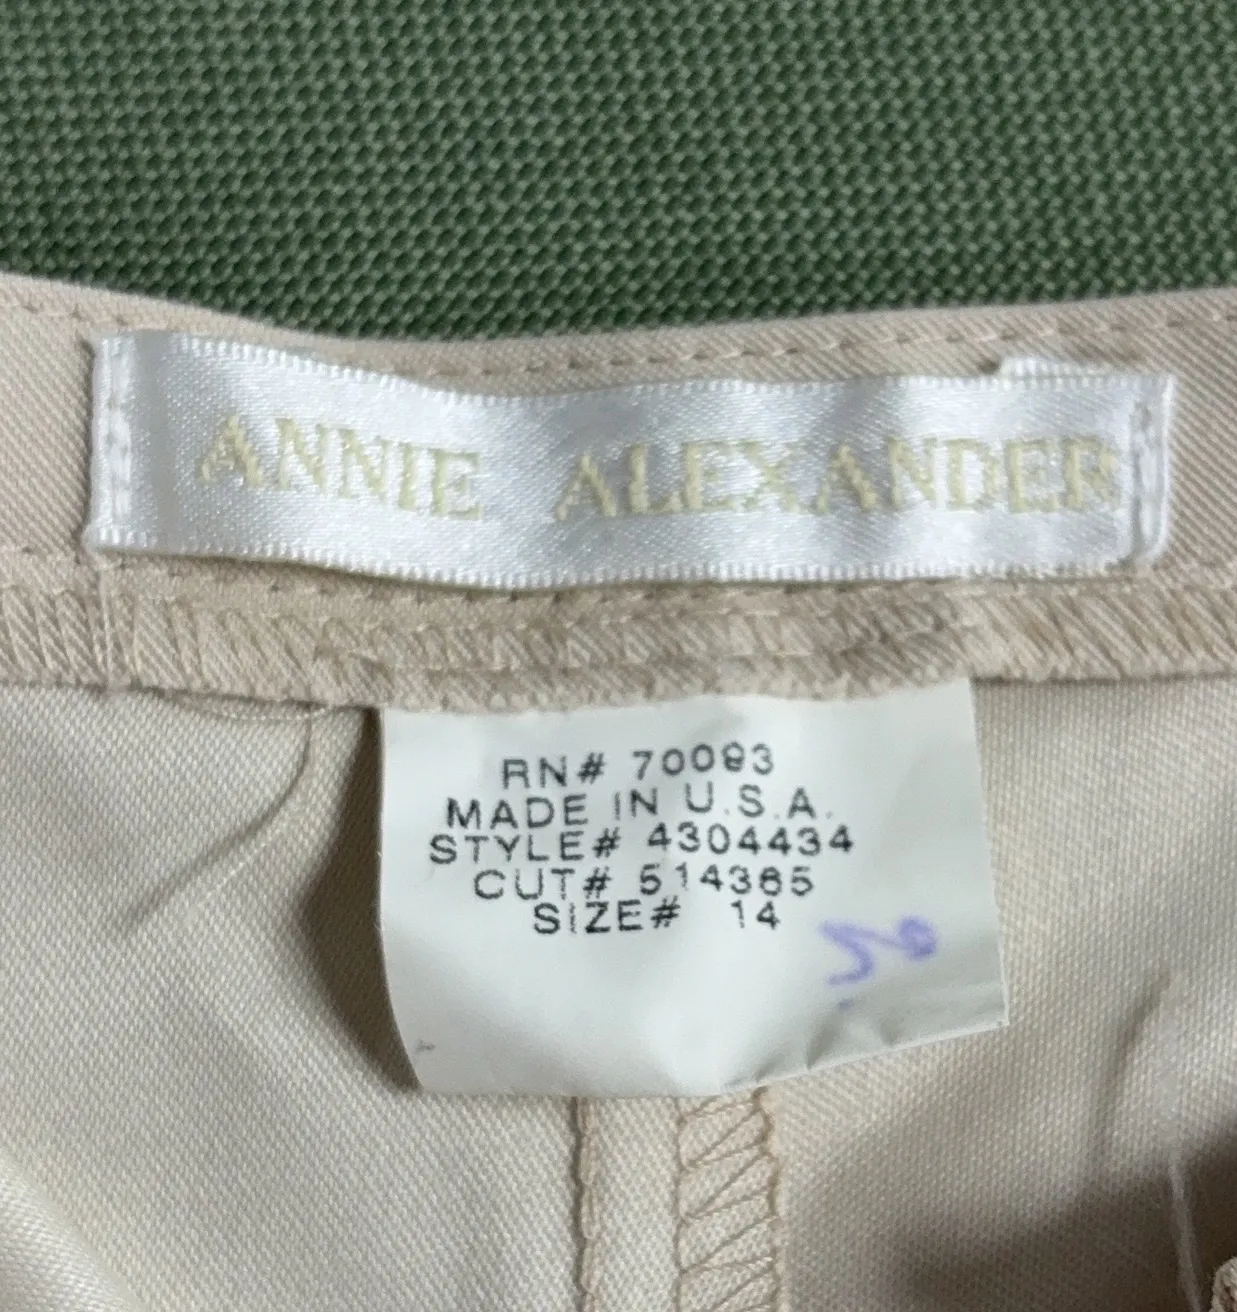 ANNIE ALEXANDER
RN# 70093
MADE IN U.S.A.
STYLE# 4304434
CUT# 514365
SIZE# 14